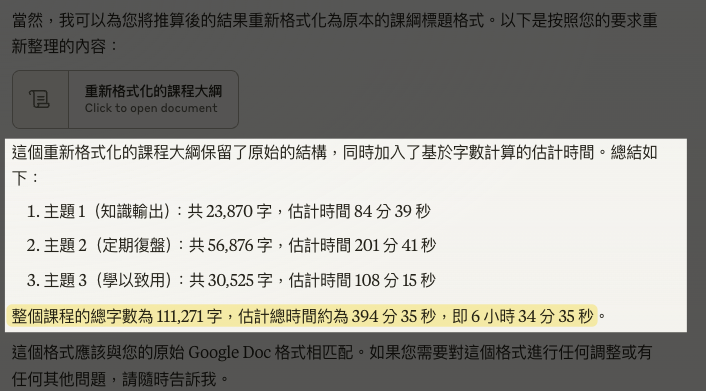 當然，我可以為您將推算後的結果重新格式化為原本的課綱標題格式。以下是按照您的要求重
新整理的內容：
重新格式化的課程大綱
Click to open document
這個重新格式化的課程大綱保留了原始的結構，同時加入了基於字數計算的估計時間。總結如
下：
1. 主題 1（知識輸出）：共 23,870 字，估計時間 84 分 39 秒
2. 主題 2（定期復盤）：共 56,876 字，估計時間 201 分 41 秒
3. 主題 3（學以致用）：共 30,525 字，估計時間 108 分 15 秒
整個課程的總字數為 111,271 字，估計總時間約為 394 分 35 秒，即 6 小時 34 分 35 秒。
這個格式應該與您的原始 Google Doc 格式相匹配。如果您需要對這個格式進行任何調整或有
任何其他問題，請隨時告訴我。